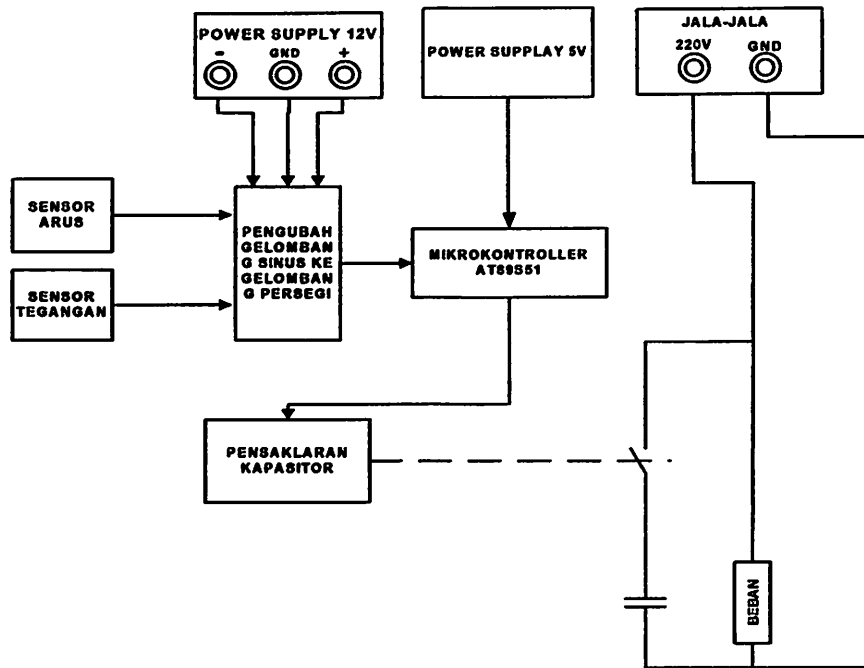 POWER SUPPLY 12V
- GND +
POWER SUPPLAY 5V
JALA-JALA
220V GND
SENSOR
ARUS
SENSOR
TEGANGAN
PENGUBAH
GELOMBAN
G SINUS KE
GELOMBAN
G PERSEGI
MIKROKONTROLLER
AT89S51
PENSAKLARAN
KAPASITOR
BEBAN